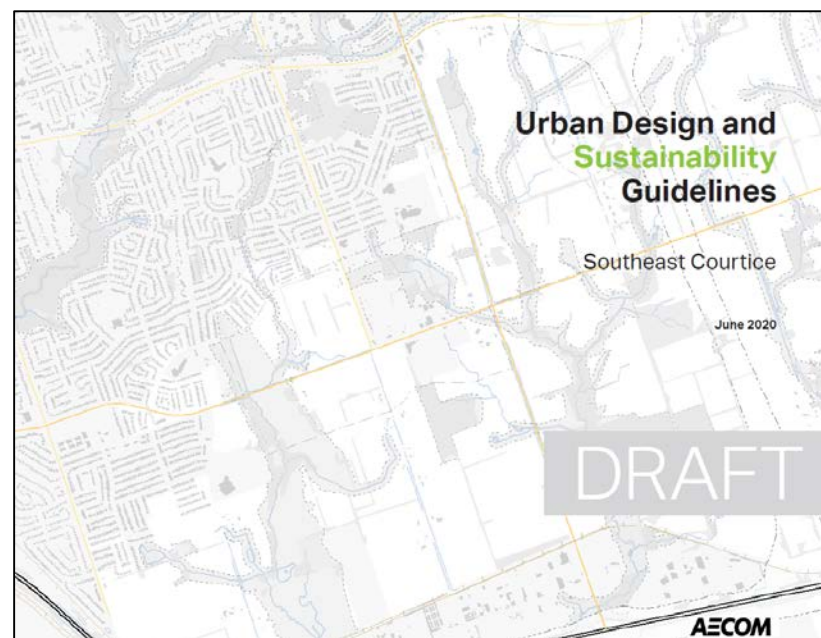 Urban Design and
Sustainability
Guidelines
Southeast Courtice
June 2020
DRAFT
AECOM